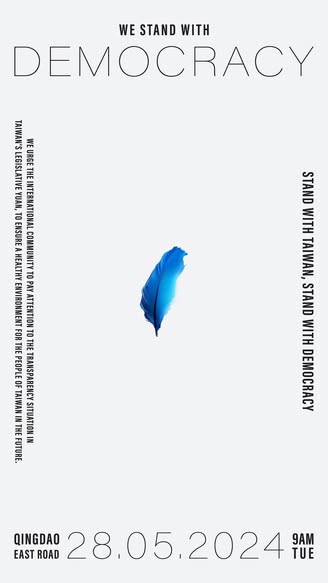 WE STAND WITH
DEMOCRACY
WE URGE THE INTERNATIONAL COMMUNITY TO PAY ATTENTION TO THE TRANSPARENCY SITUATION IN
TAIWAN'S LEGISLATIVE YUAN, TO ENSURE A HEALTHY ENVIRONMENT FOR THE PEOPLE OF TAIWAN IN THE FUTURE.
STAND WITH TAIWAN, STAND WITH DEMOCRACY
QINGDAO
EAST ROAD
28.05.2024
9AM
TUE